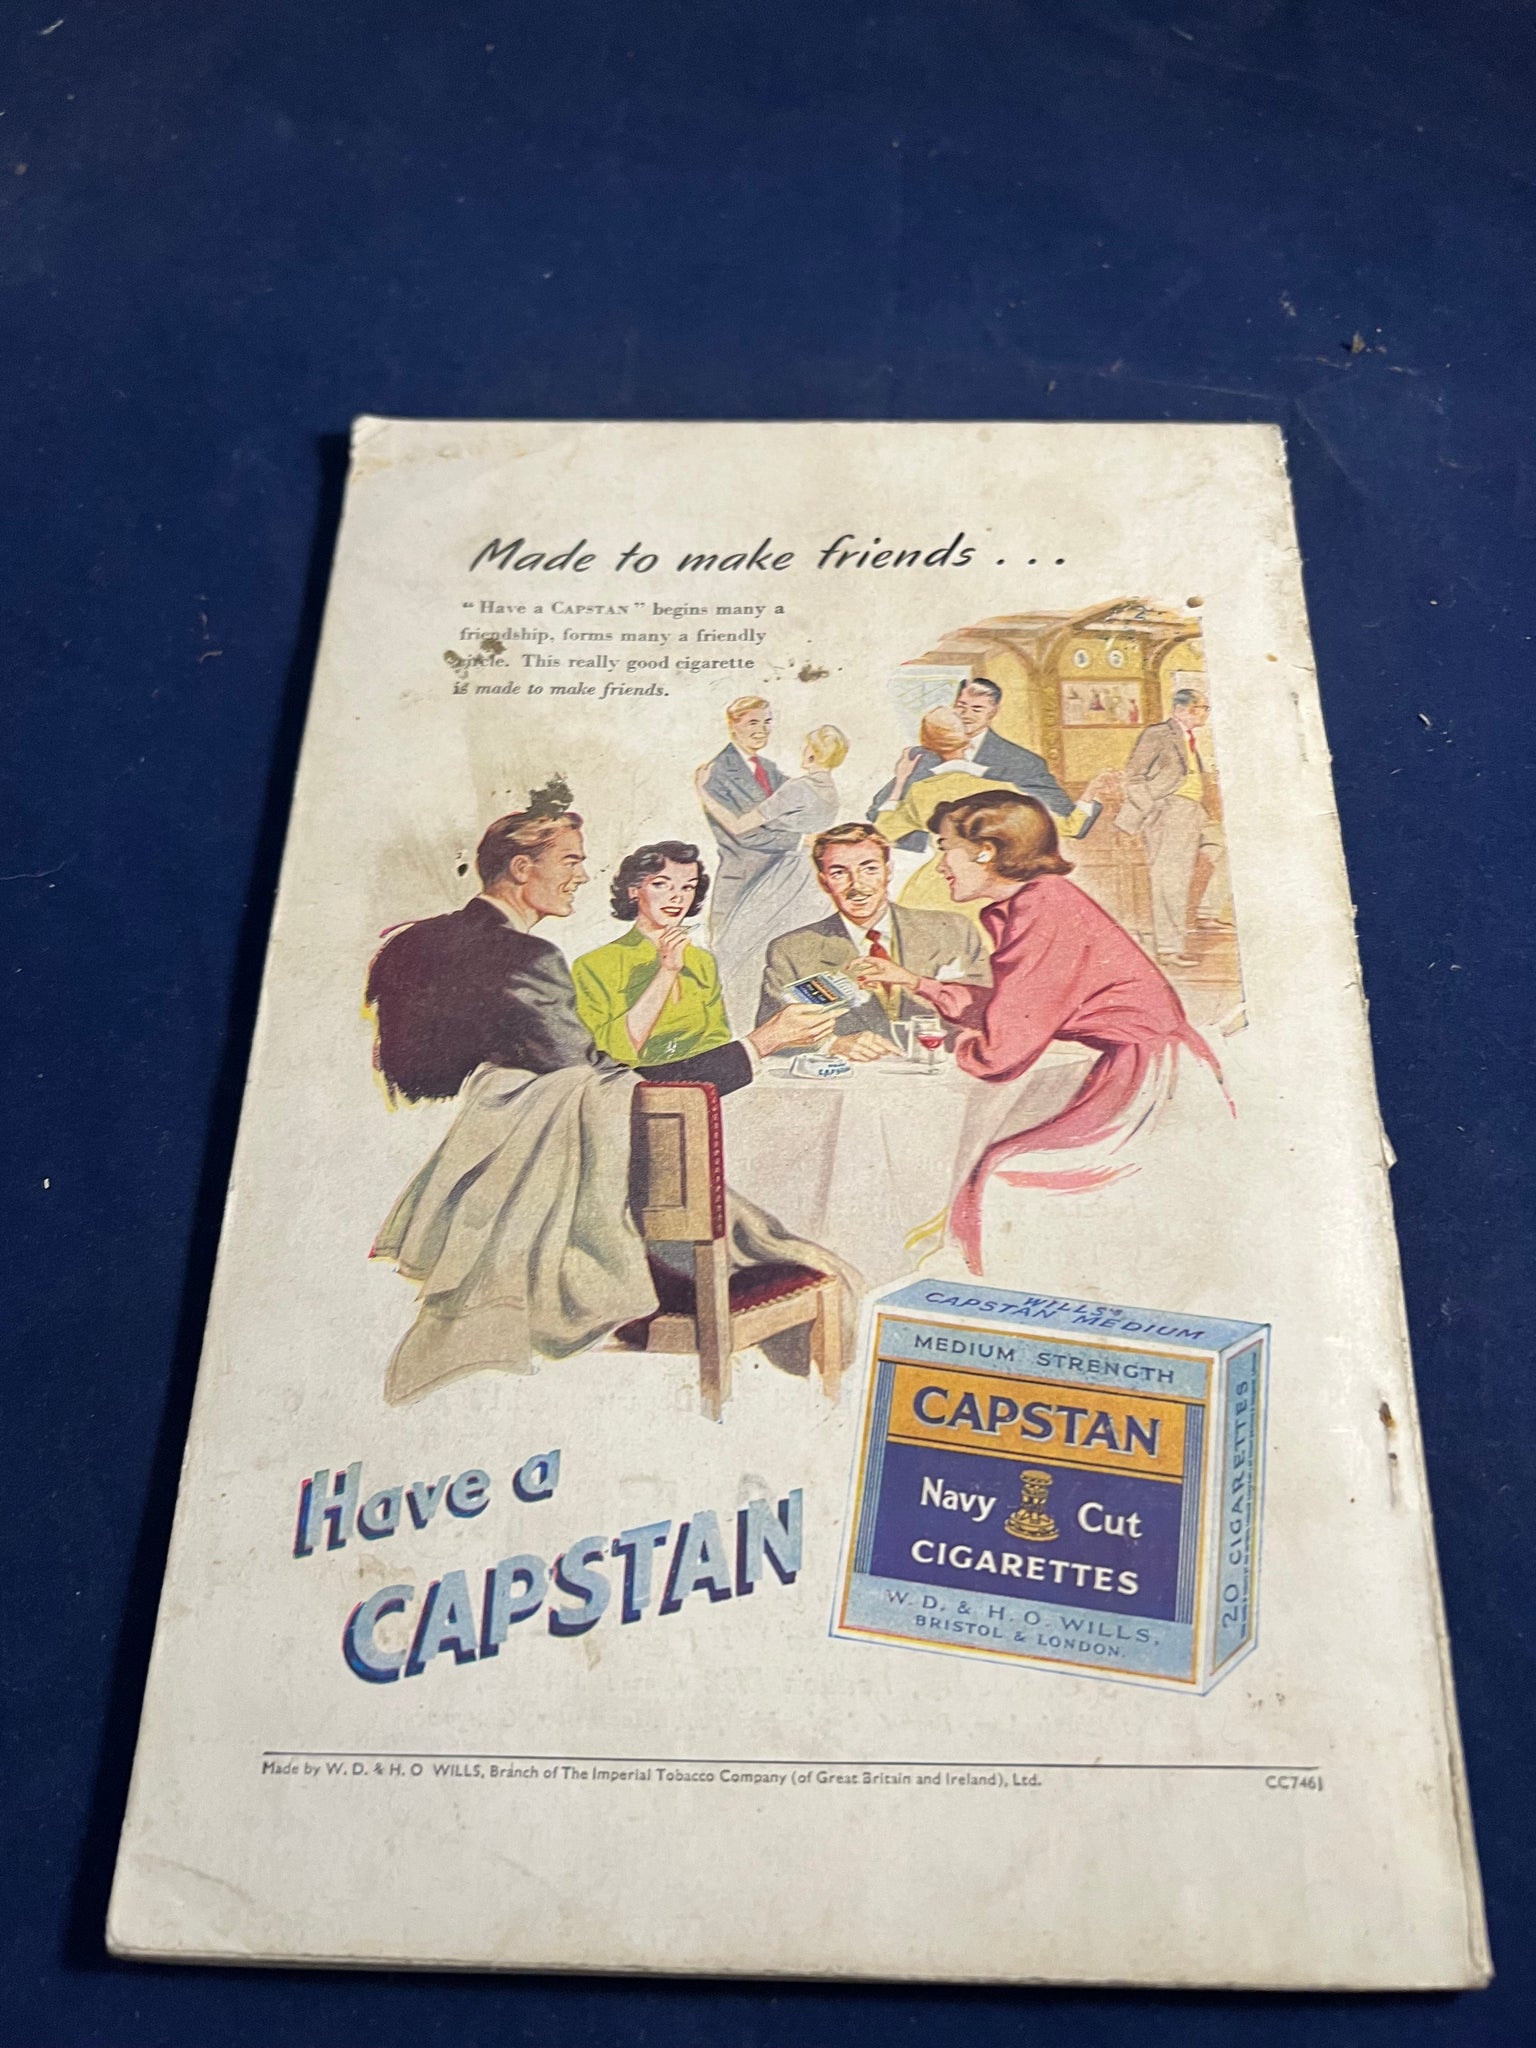 Made to make friends . . .
“Have a CAPSTAN” begins many a
friendship, forms many a friendly
circle. This really good cigarette
is made to make friends.
CAPSTAN
WILLS's
CAPSTAN MEDIUM
MEDIUM STRENGTH
CAPSTAN
Navy Cut
CIGARETTES
W. D. & H. O. WILLS,
BRISTOL & LONDON.
20 CIGARETTES
Have a
CAPSTAN
Made by W. D. & H. O WILLS, Branch of The Imperial Tobacco Company (of Great Britain and Ireland), Ltd.
CC746J